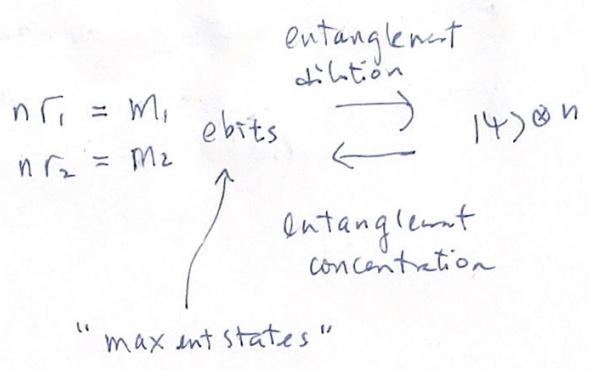 entanglement
dilution
n r₁ = m₁
n r₂ = m₂
ebits
|ψ⟩⊗n
entanglement
concentration
"max ent states"